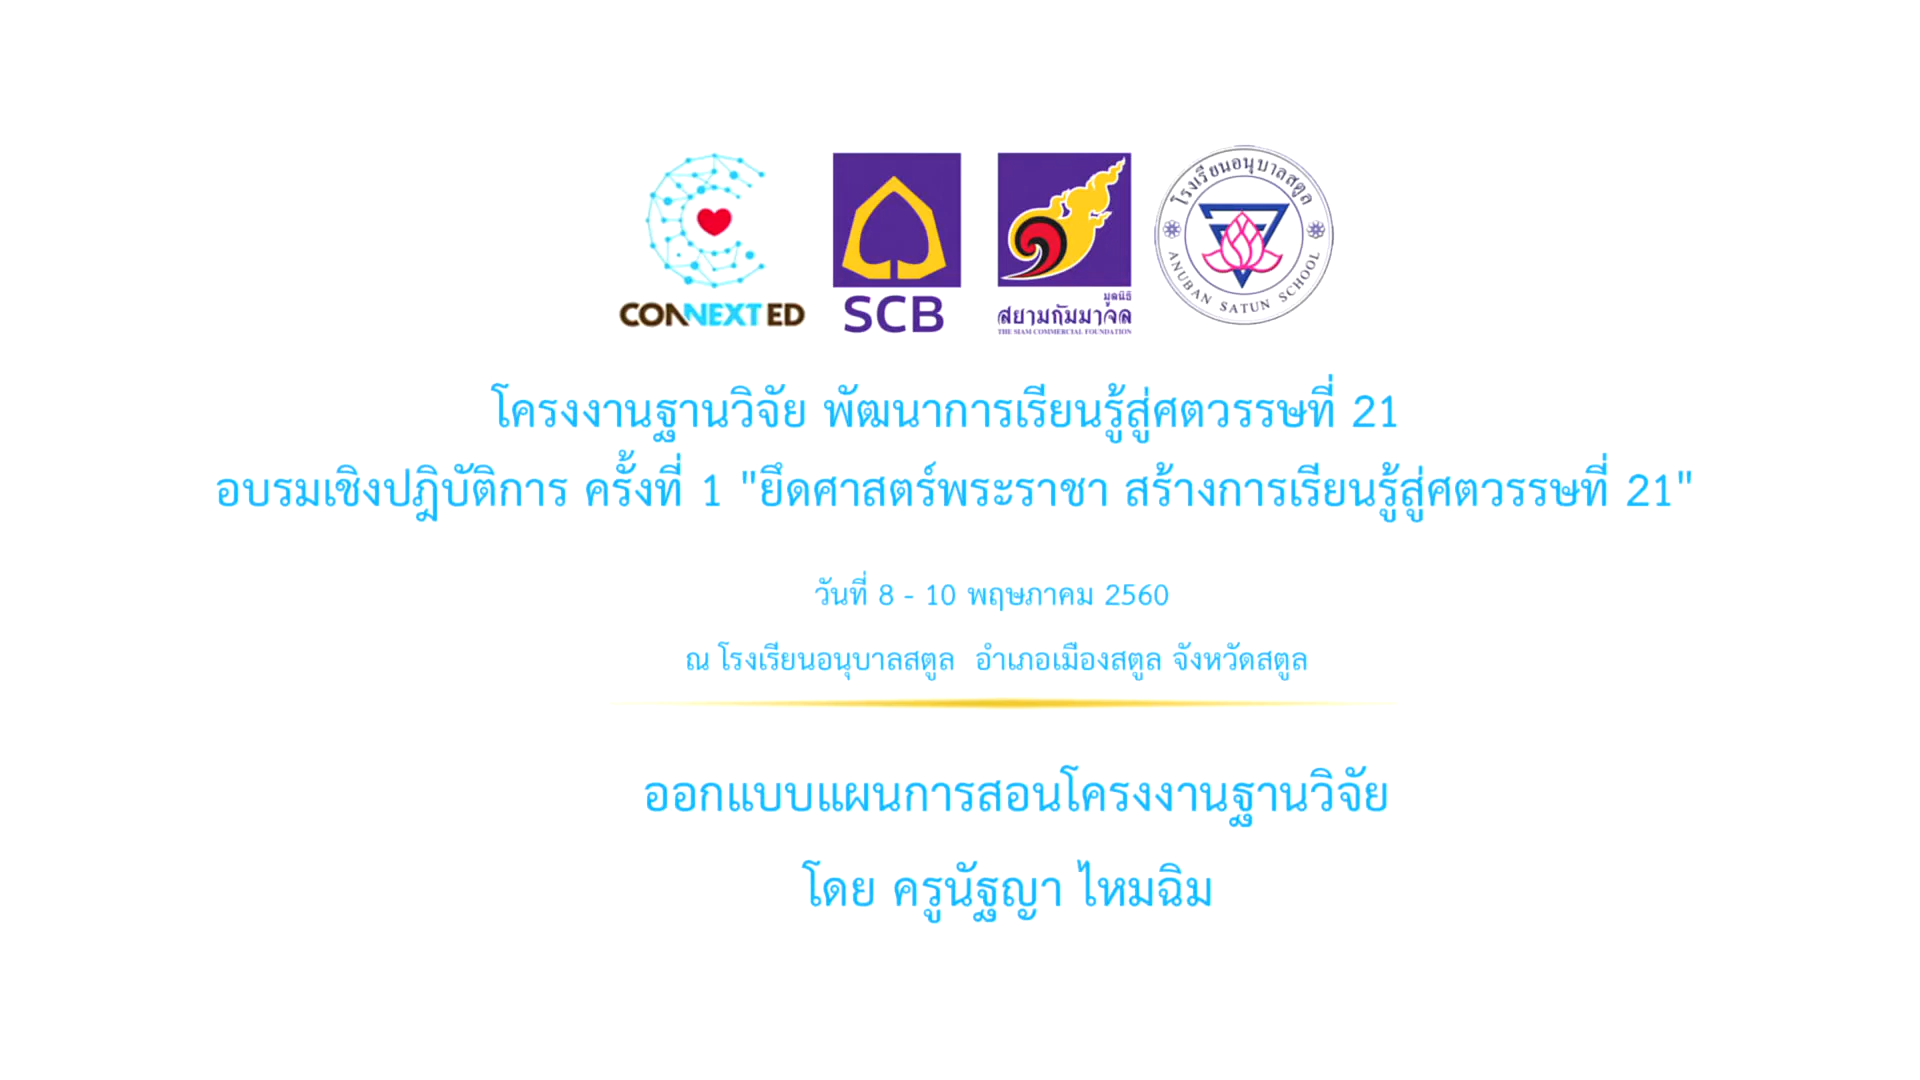 CONNEXT ED
SCB
มูลนิธิ
สยามกัมมาจล
THE SIAM COMMERCIAL FOUNDATION
โรงเรียนอนุบาลสตูล
ANUBAN SATUN SCHOOL
โครงงานฐานวิจัย พัฒนาการเรียนรู้สู่ศตวรรษที่ 21
อบรมเชิงปฎิบัติการ ครั้งที่ 1 "ยึดศาสตร์พระราชา สร้างการเรียนรู้สู่ศตวรรษที่ 21"
วันที่ 8 - 10 พฤษภาคม 2560
ณ โรงเรียนอนุบาลสตูล อำเภอเมืองสตูล จังหวัดสตูล
ออกแบบแผนการสอนโครงงานฐานวิจัย
โดย ครูนัฐญา ไหมฉิม